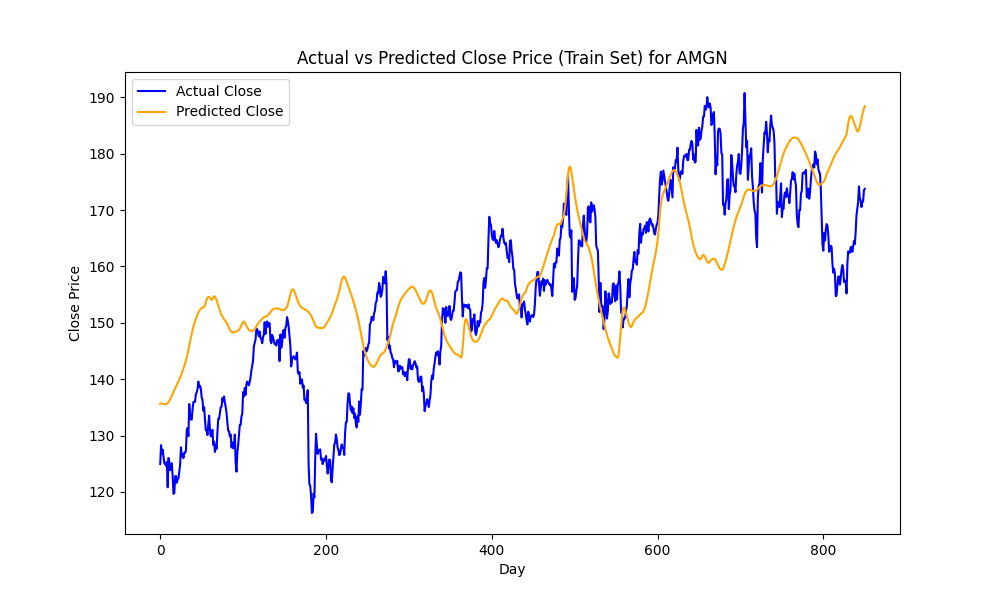 Actual vs Predicted Close Price (Train Set) for AMGN
Actual Close
Predicted Close
190
180
170
160
150
140
130
120
Close Price
0
200
400
600
800
Day